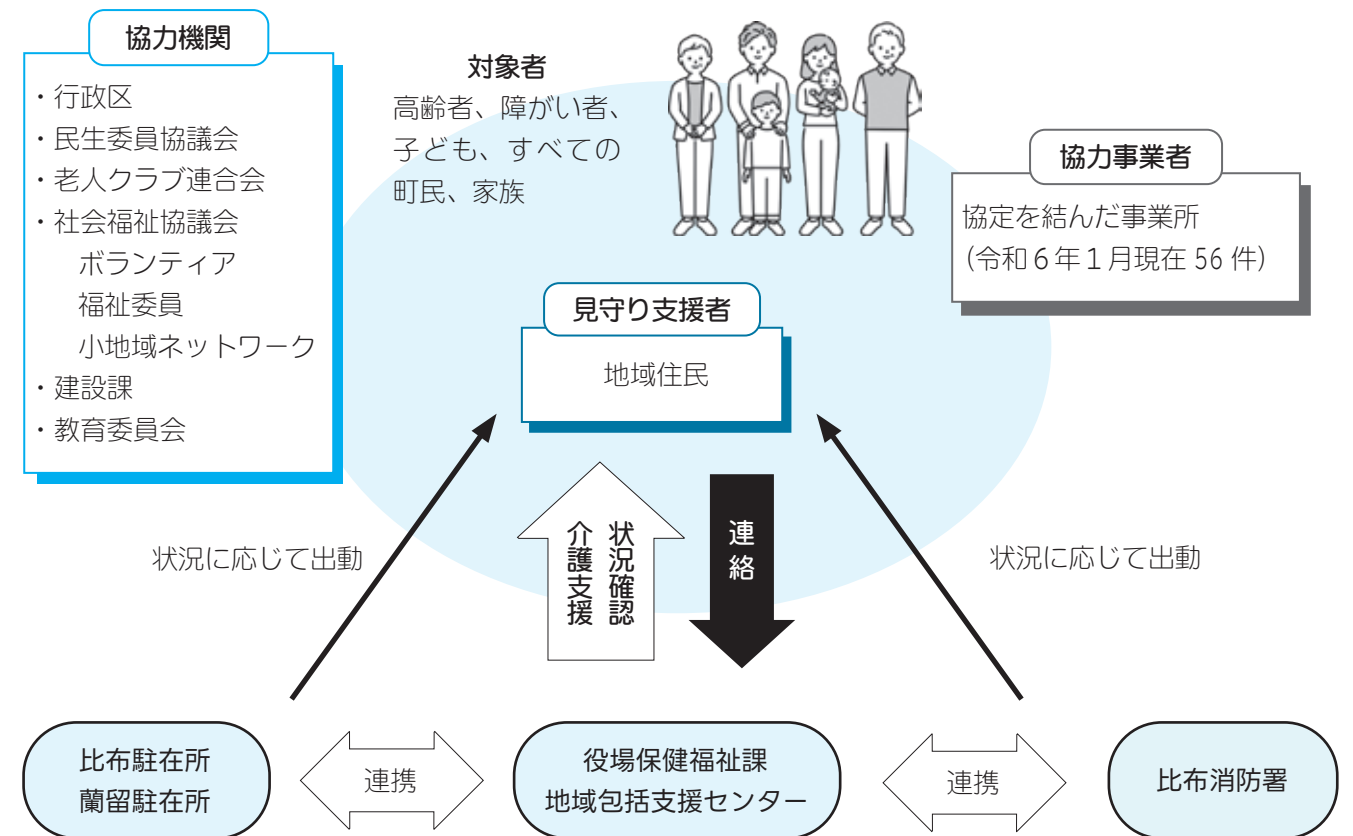 協力機関
・行政区
・民生委員協議会
・老人クラブ連合会
・社会福祉協議会
ボランティア
福祉委員
小地域ネットワーク
・建設課
・教育委員会
対象者
高齢者、障がい者、
子ども、すべての
町民、家族
協力事業者
協定を結んだ事業所
(令和6年1月現在 56 件)
見守り支援者
地域住民
状況に応じて出動
状況確認
介護支援
連絡
状況に応じて出動
比布駐在所
蘭留駐在所
連携
役場保健福祉課
地域包括支援センター
連携
比布消防署